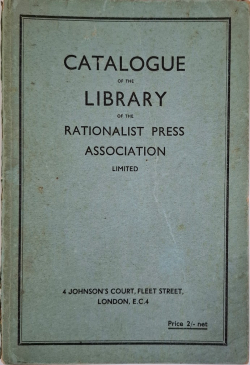 CATALOGUE
OF THE
LIBRARY
OF THE
RATIONALIST PRESS
ASSOCIATION
LIMITED
4 JOHNSON'S COURT, FLEET STREET,
LONDON, E.C.4
Price 2/- net